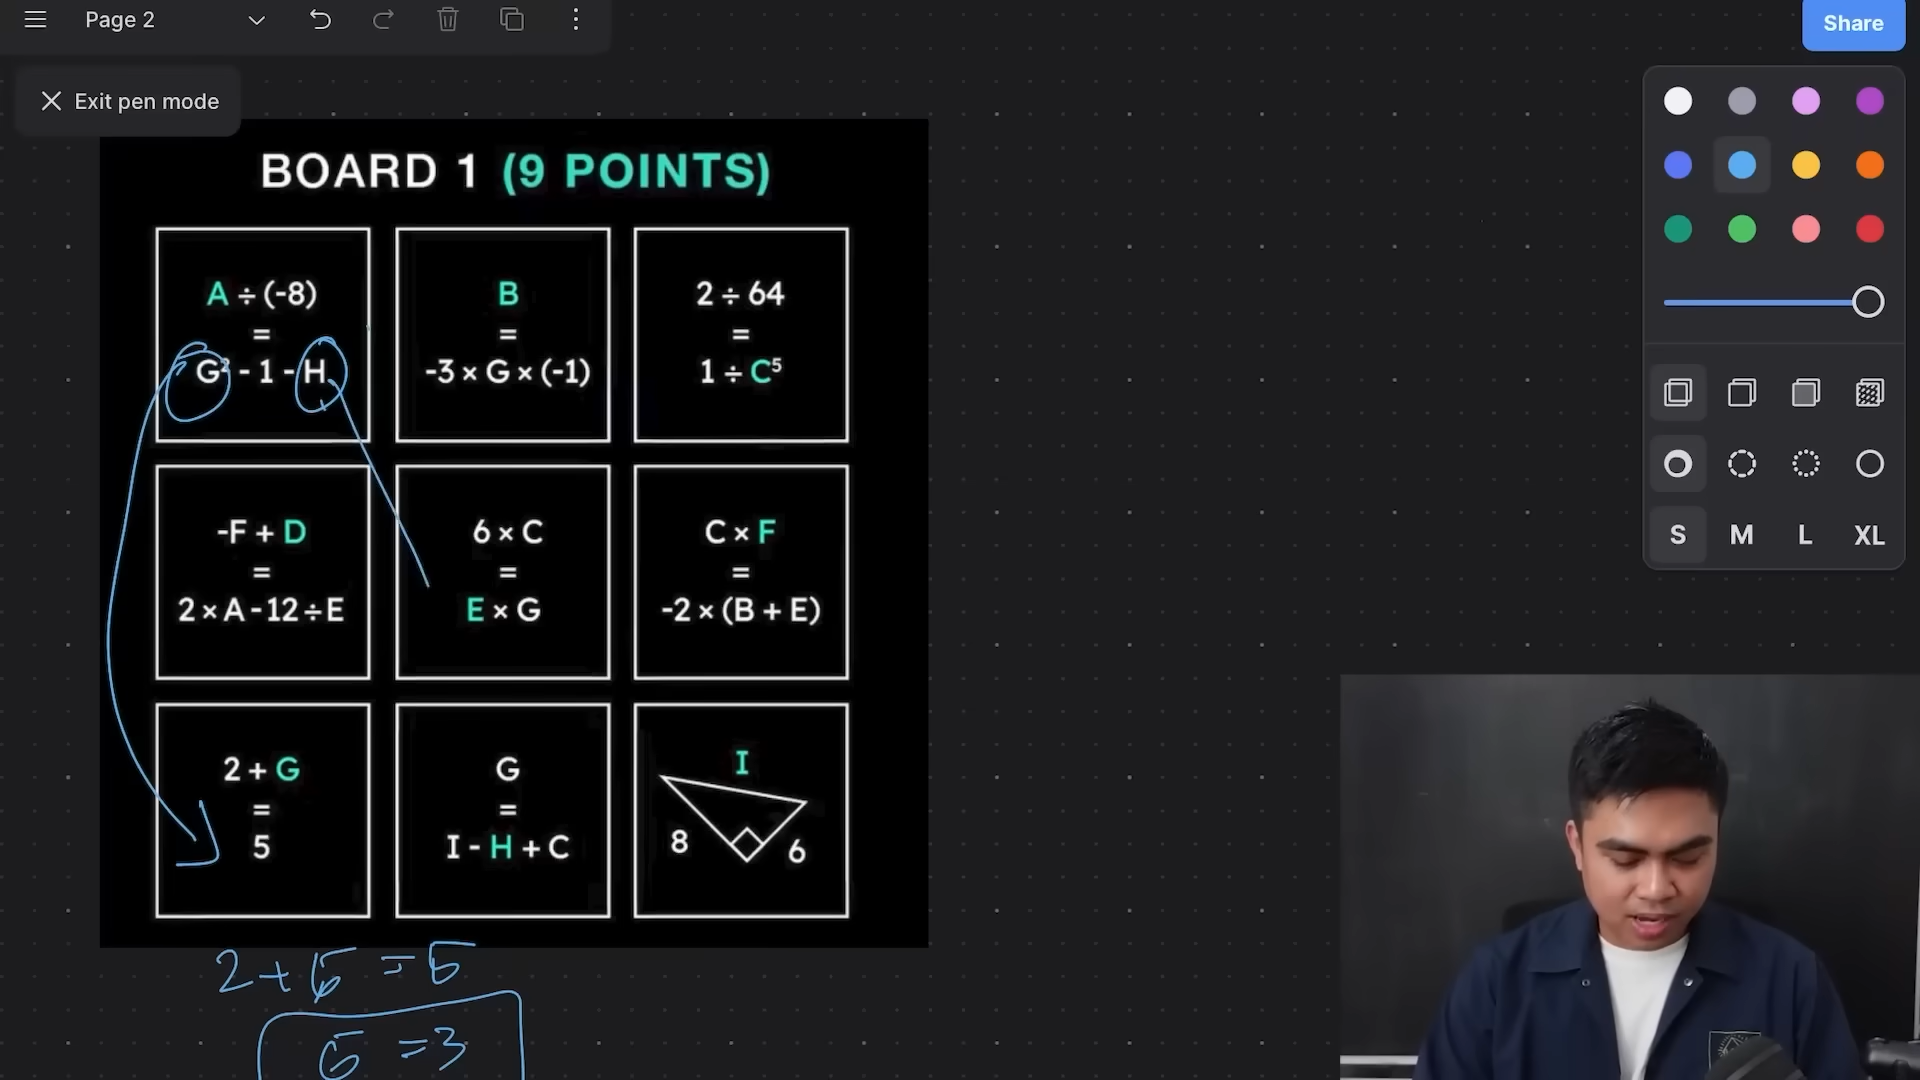 Page 2
Share
Exit pen mode
BOARD 1 (9 POINTS)
A ÷ (-8)
=
G² - 1 - H
B
=
-3 × G × (-1)
2 ÷ 64
=
1 ÷ C⁵
-F + D
=
2 × A - 12 ÷ E
6 × C
=
E × G
C × F
=
-2 × (B + E)
2 + G
=
5
G
=
I - H + C
I
8
6
2 + G = 5
G = 3
S M L XL